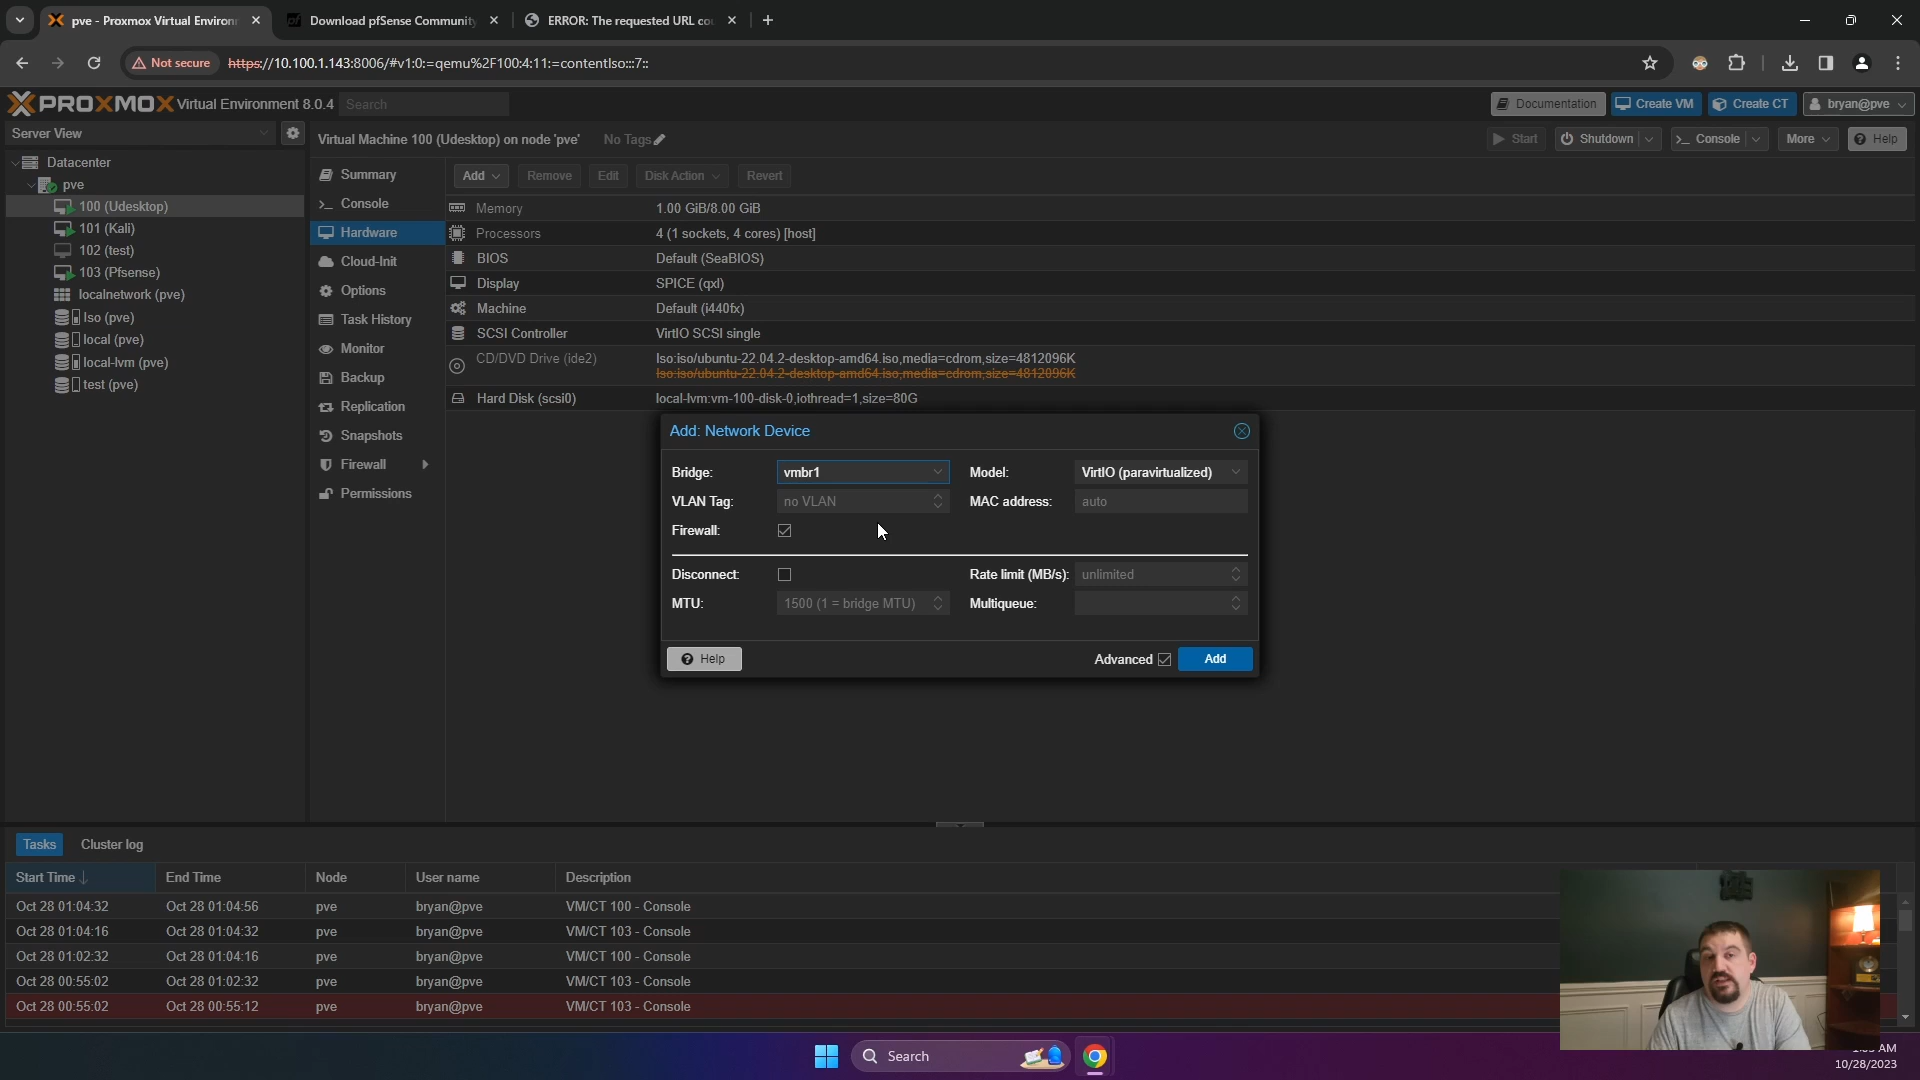 pve - Proxmox Virtual Environ
Download pfSense Community
ERROR: The requested URL co
Not secure
https://10.100.1.143:8006/#v1:0:=qemu%2F100:4:11:=contentIso:::7::
PROXMOX Virtual Environment 8.0.4
Search
Documentation
Create VM
Create CT
bryan@pve
Server View
Virtual Machine 100 (Udesktop) on node 'pve'
No Tags
Start
Shutdown
Console
More
Help
Datacenter
pve
100 (Udesktop)
101 (Kali)
102 (test)
103 (Pfsense)
localnetwork (pve)
Iso (pve)
local (pve)
local-lvm (pve)
test (pve)
Summary
Console
Hardware
Cloud-Init
Options
Task History
Monitor
Backup
Replication
Snapshots
Firewall
Permissions
Add
Remove
Edit
Disk Action
Revert
Memory 1.00 GiB/8.00 GiB
Processors 4 (1 sockets, 4 cores) [host]
BIOS Default (SeaBIOS)
Display SPICE (qxl)
Machine Default (i440fx)
SCSI Controller VirtIO SCSI single
CD/DVD Drive (ide2) Iso:iso/ubuntu-22.04.2-desktop-amd64.iso,media=cdrom,size=4812096K
Iso:iso/ubuntu-22.04.2-desktop-amd64.iso,media=cdrom,size=4812096K
Hard Disk (scsi0) local-lvm:vm-100-disk-0,iothread=1,size=80G
Add: Network Device
Bridge: vmbr1 Model: VirtIO (paravirtualized)
VLAN Tag: no VLAN MAC address: auto
Firewall:
Disconnect: Rate limit (MB/s): unlimited
MTU: 1500 (1 = bridge MTU) Multiqueue:
Help
Advanced
Add
Tasks
Cluster log
Start Time End Time Node User name Description
Oct 28 01:04:32 Oct 28 01:04:56 pve bryan@pve VM/CT 100 - Console
Oct 28 01:04:16 Oct 28 01:04:32 pve bryan@pve VM/CT 103 - Console
Oct 28 01:02:32 Oct 28 01:04:16 pve bryan@pve VM/CT 100 - Console
Oct 28 00:55:02 Oct 28 01:02:32 pve bryan@pve VM/CT 103 - Console
Oct 28 00:55:02 Oct 28 00:55:12 pve bryan@pve VM/CT 103 - Console
Search
AM
10/28/2023